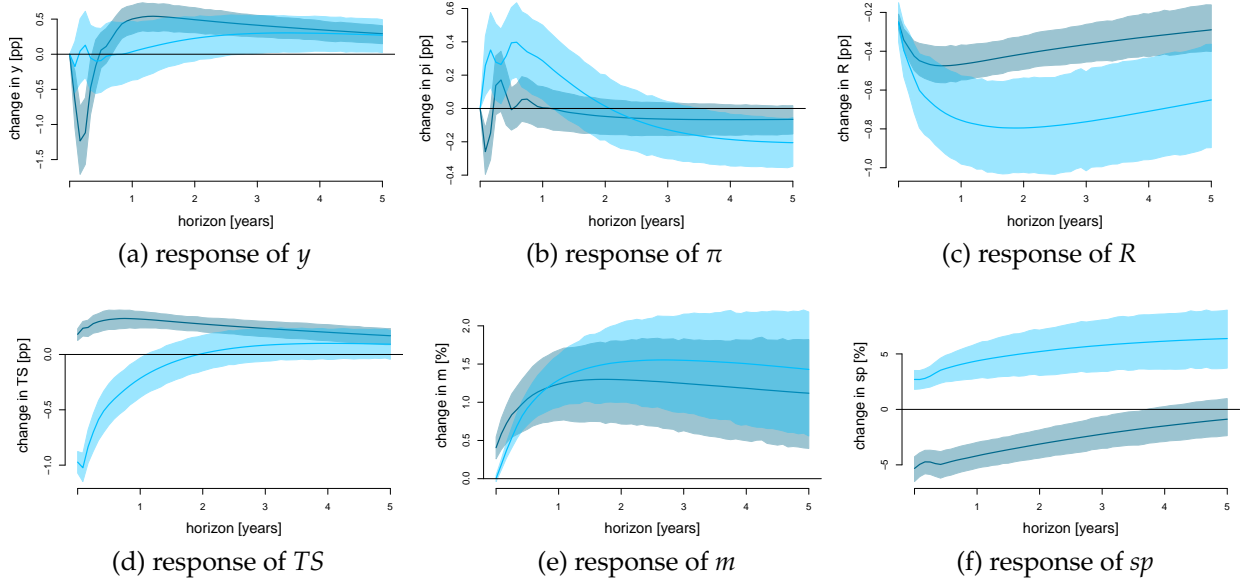 change in y [pp]
0.5
0.0
−0.5
−1.0
−1.5
1 2 3 4 5
horizon [years]
(a) response of y
change in pi [pp]
0.6
0.4
0.2
0.0
−0.2
−0.4
1 2 3 4 5
horizon [years]
(b) response of π
change in R [pp]
−0.2
−0.4
−0.6
−0.8
−1.0
1 2 3 4 5
horizon [years]
(c) response of R
change in TS [pp]
0.0
−0.5
−1.0
1 2 3 4 5
horizon [years]
(d) response of TS
change in m [%]
2.0
1.5
1.0
0.5
0.0
1 2 3 4 5
horizon [years]
(e) response of m
change in sp [%]
5
0
−5
1 2 3 4 5
horizon [years]
(f) response of sp